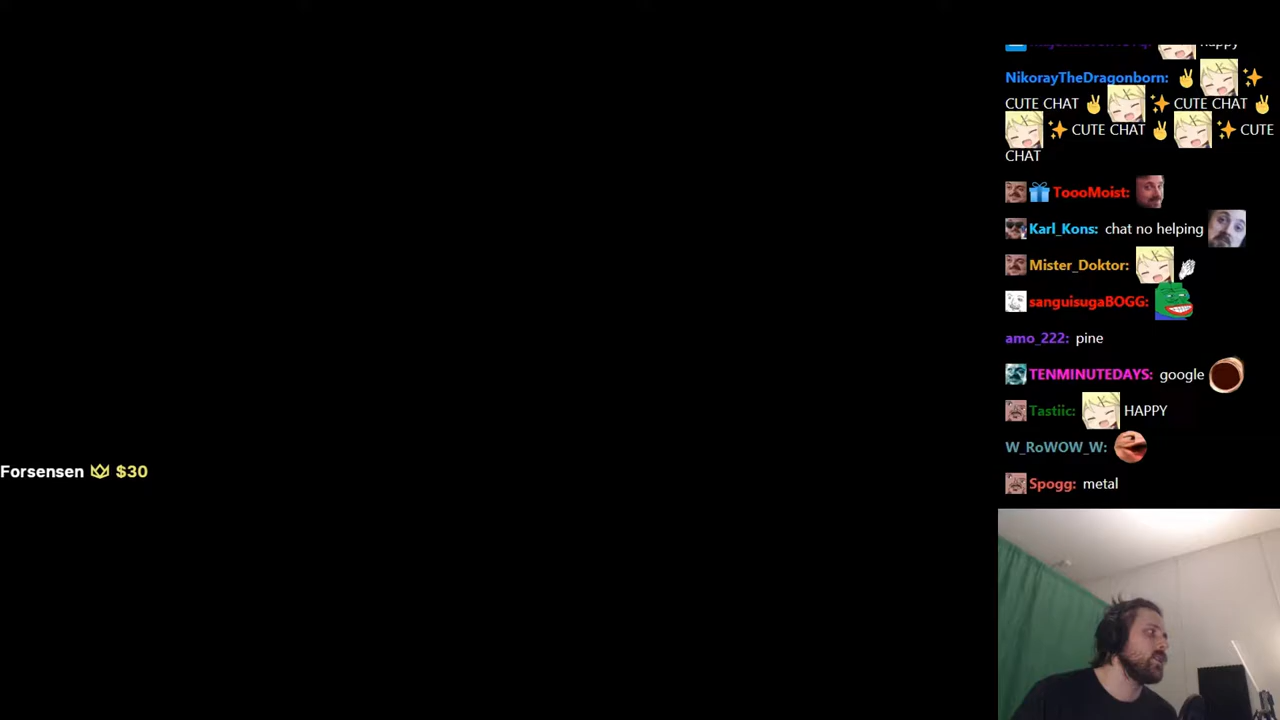 NikorayTheDragonborn: ✌ ✨
CUTE CHAT ✌ ✨ CUTE CHAT ✌
✨ CUTE CHAT ✌ ✨ CUTE
CHAT
ToooMoist:
Karl_Kons: chat no helping
Mister_Doktor:
sanguisugaBOGG:
amo_222: pine
TENMINUTEDAYS: google
Tastiic: HAPPY
W_RoWOW_W:
Spogg: metal
Forsensen $30